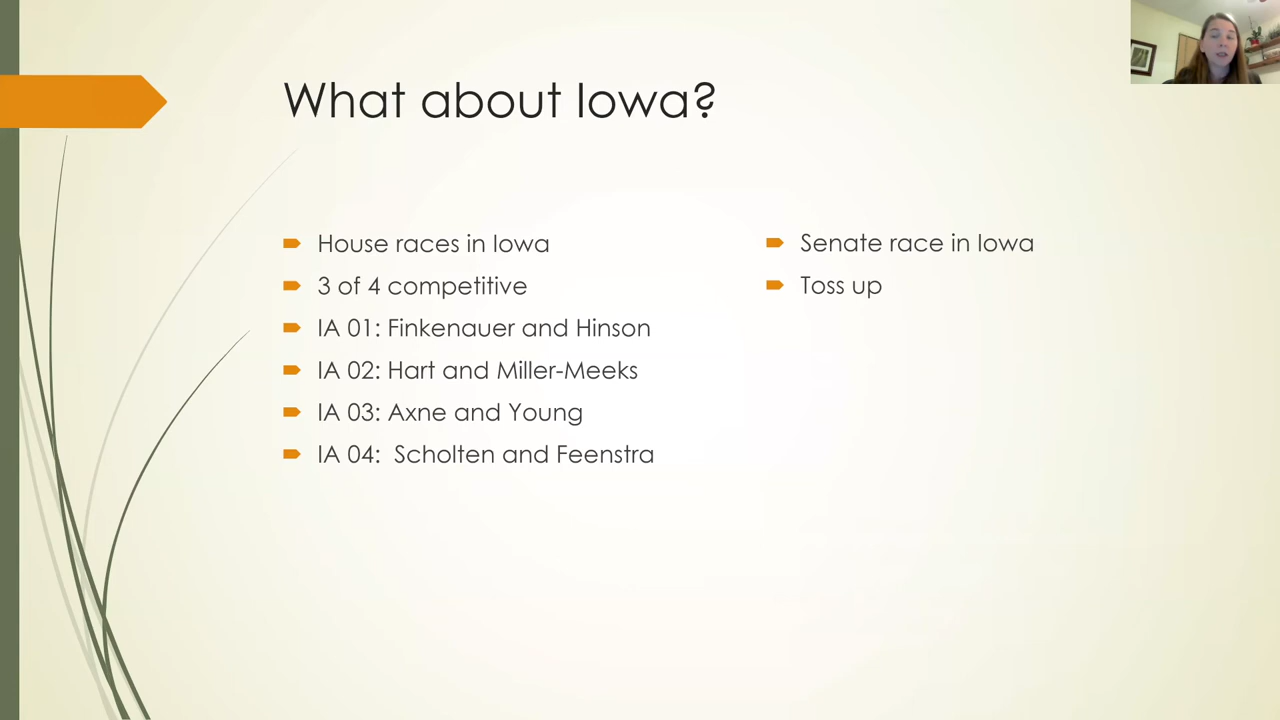 What about Iowa?
House races in Iowa
3 of 4 competitive
IA 01: Finkenauer and Hinson
IA 02: Hart and Miller-Meeks
IA 03: Axne and Young
IA 04:  Scholten and Feenstra
Senate race in Iowa
Toss up